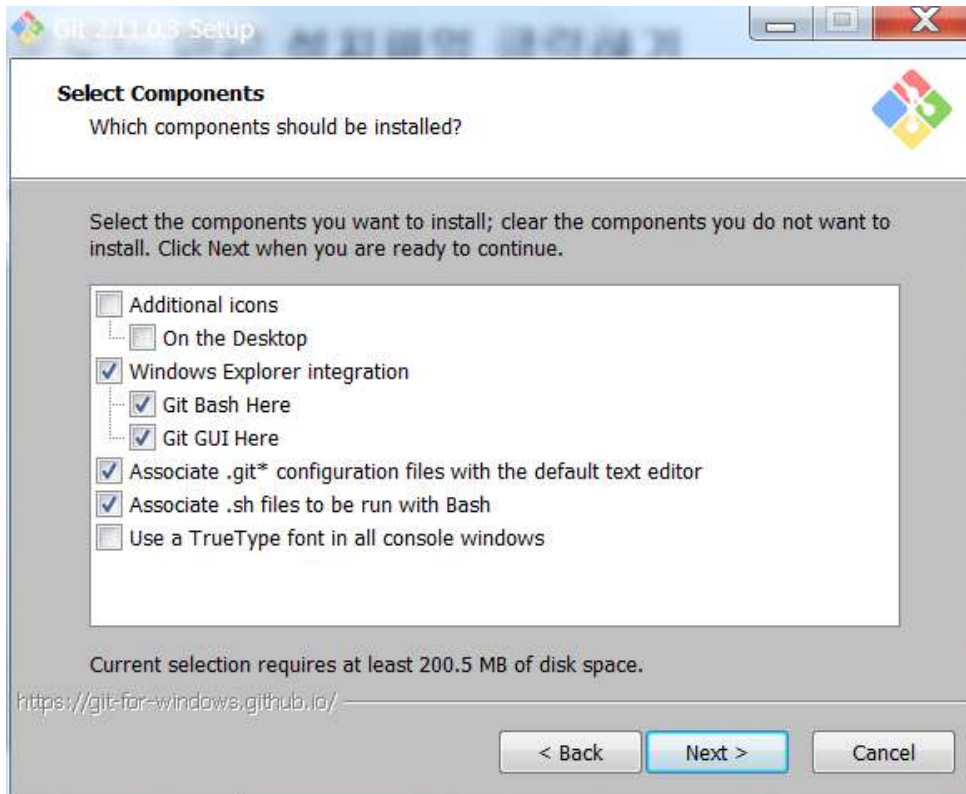 Git 2.11.0.3 Setup
Select Components
Which components should be installed?
Select the components you want to install; clear the components you do not want to
install. Click Next when you are ready to continue.
Additional icons
On the Desktop
Windows Explorer integration
Git Bash Here
Git GUI Here
Associate .git* configuration files with the default text editor
Associate .sh files to be run with Bash
Use a TrueType font in all console windows
Current selection requires at least 200.5 MB of disk space.
https://git-for-windows.github.io/
< Back Next > Cancel